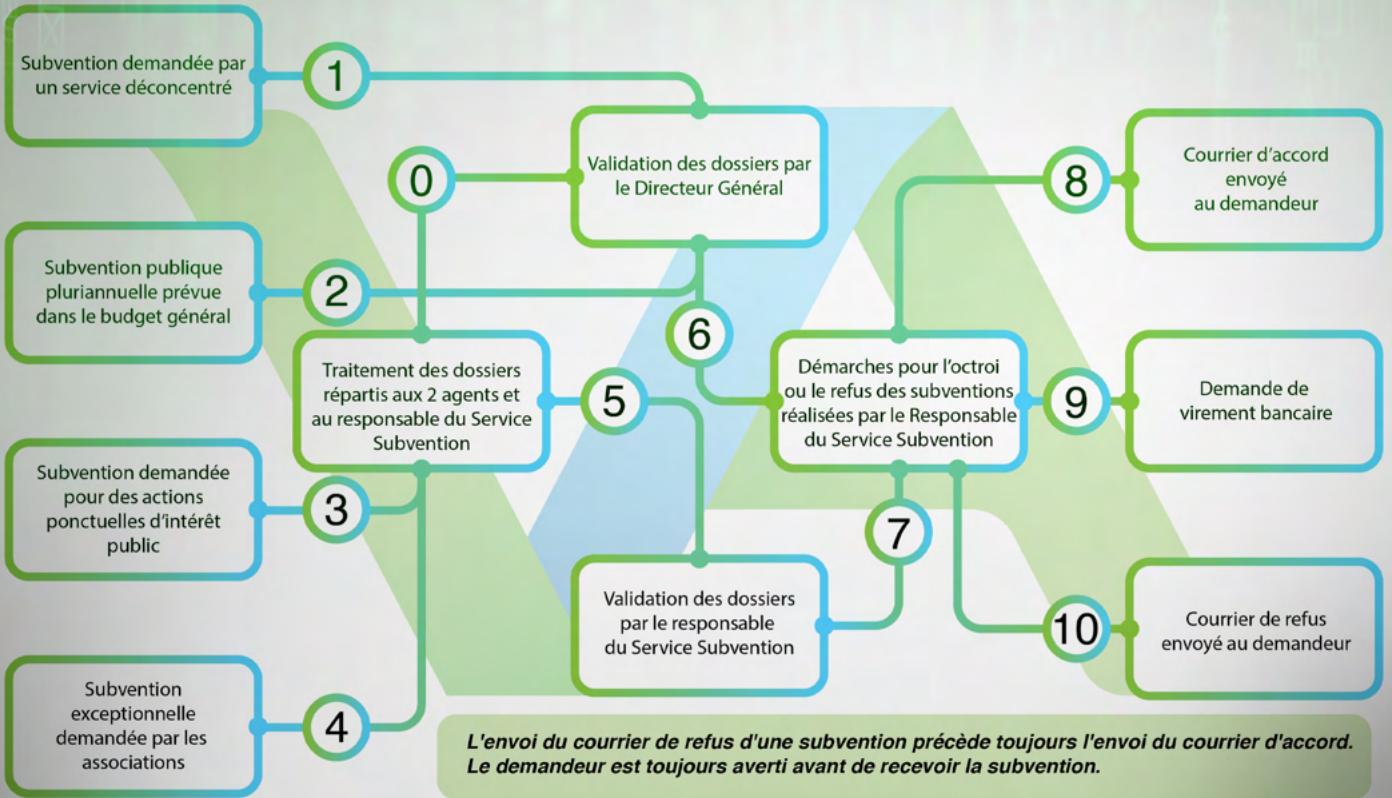 Subvention demandée par
un service déconcentré
1
Validation des dossiers par
le Directeur Général
0
8
Courrier d'accord
envoyé
au demandeur
Subvention publique
pluriannuelle prévue
dans le budget général
2
6
Traitement des dossiers
répartis aux 2 agents et
au responsable du Service
Subvention
5
Démarches pour l'octroi
ou le refus des subventions
réalisées par le Responsable
du Service Subvention
9
Demande de
virement bancaire
Subvention demandée
pour des actions
ponctuelles d'intérêt
public
3
7
Validation des dossiers
par le responsable
du Service Subvention
10
Courrier de refus
envoyé au demandeur
Subvention
exceptionnelle
demandée par les
associations
4
L'envoi du courrier de refus d'une subvention précède toujours l'envoi du courrier d'accord.
Le demandeur est toujours averti avant de recevoir la subvention.